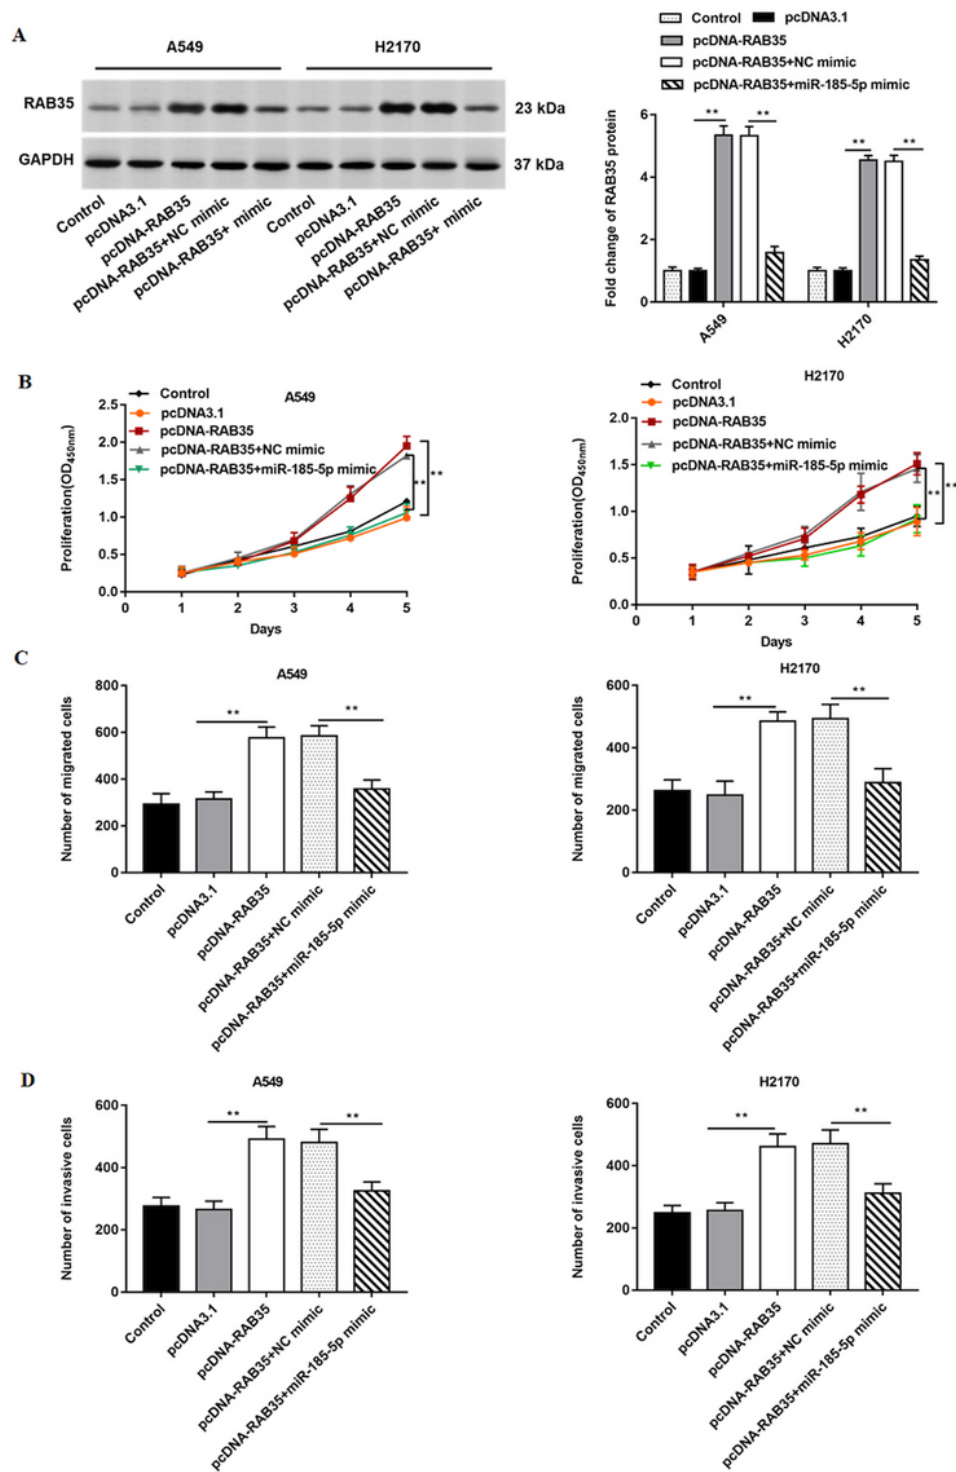 A
A549
H2170
RAB35
23 kDa
GAPDH
37 kDa
Control
pcDNA3.1
pcDNA-RAB35
pcDNA-RAB35+NC mimic
pcDNA-RAB35+ mimic
Control
pcDNA3.1
pcDNA-RAB35
pcDNA-RAB35+NC mimic
pcDNA-RAB35+ mimic
Control
pcDNA3.1
pcDNA-RAB35
pcDNA-RAB35+NC mimic
pcDNA-RAB35+miR-185-5p mimic
Fold change of RAB35 protein
8
6
4
2
0
** **
** **
A549
H2170
B
A549
Control
pcDNA3.1
pcDNA-RAB35
pcDNA-RAB35+NC mimic
pcDNA-RAB35+miR-185-5p mimic
Proliferation(OD450nm)
2.5
2.0
1.5
1.0
0.5
0.0
** **
0 1 2 3 4 5
Days
H2170
Control
pcDNA3.1
pcDNA-RAB35
pcDNA-RAB35+NC mimic
pcDNA-RAB35+miR-185-5p mimic
Proliferation(OD450nm)
2.0
1.5
1.0
0.5
0.0
** **
0 1 2 3 4 5
Days
C
A549
Number of migrated cells
800
600
400
200
0
** **
Control
pcDNA3.1
pcDNA-RAB35
pcDNA-RAB35+NC mimic
pcDNA-RAB35+miR-185-5p mimic
H2170
Number of migrated cells
600
400
200
0
** **
Control
pcDNA3.1
pcDNA-RAB35
pcDNA-RAB35+NC mimic
pcDNA-RAB35+miR-185-5p mimic
D
A549
Number of invasive cells
600
400
200
0
** **
Control
pcDNA3.1
pcDNA-RAB35
pcDNA-RAB35+NC mimic
pcDNA-RAB35+miR-185-5p mimic
H2170
Number of invasive cells
600
400
200
0
** **
Control
pcDNA3.1
pcDNA-RAB35
pcDNA-RAB35+NC mimic
pcDNA-RAB35+miR-185-5p mimic